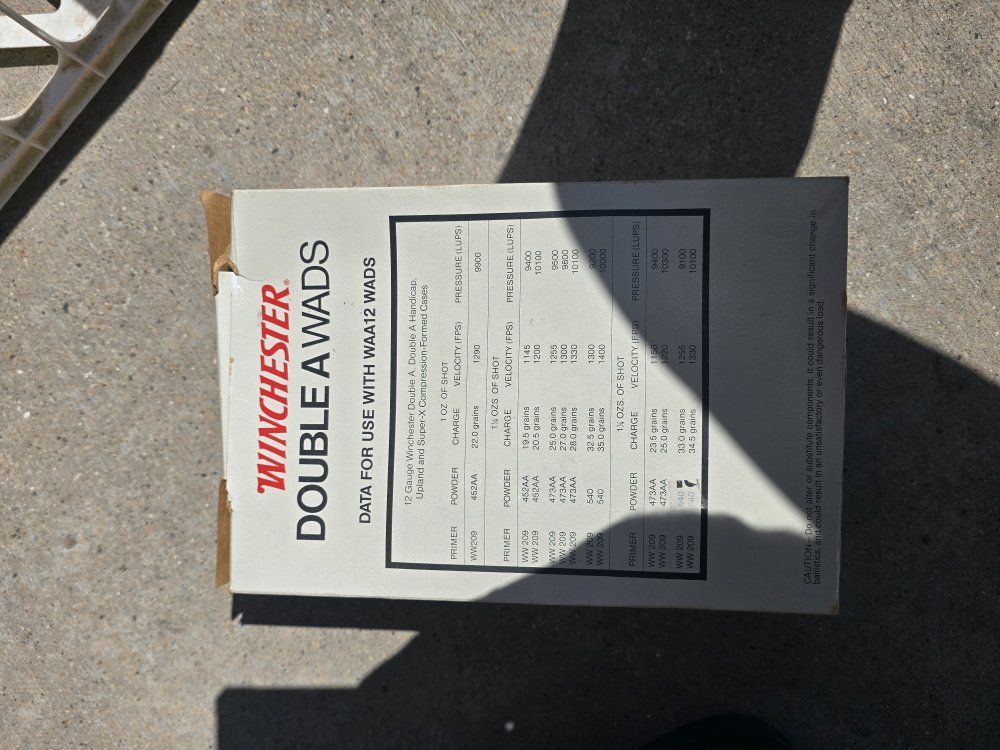 WINCHESTER®
DOUBLE A WADS
DATA FOR USE WITH WAA12 WADS
12 Gauge Winchester Double A, Double A Handicap,
Upland and Super-X Compression-Formed Cases
1 OZ. OF SHOT
PRIMER POWDER CHARGE VELOCITY (FPS) PRESSURE (LUPS)
WW209 452AA 22.0 grains 1290 9900
1⅛ OZS. OF SHOT
PRIMER POWDER CHARGE VELOCITY (FPS) PRESSURE (LUPS)
WW 209 452AA 19.5 grains 1145 9400
WW 209 452AA 20.5 grains 1200 10100
WW 209 473AA 25.0 grains 1255 9500
WW 209 473AA 27.0 grains 1300 9800
WW 209 473AA 28.0 grains 1330 10100
WW 209 540 32.5 grains 1300 9200
WW 209 540 35.0 grains 1400 10000
1¼ OZS OF SHOT
PRIMER POWDER CHARGE VELOCITY (FPS) PRESSURE (LUPS)
WW 209 473AA 23.5 grains 1150 9400
WW 209 473AA 25.0 grains 1220 10300
WW 209 540 33.0 grains 1255 9100
WW 209 540 34.5 grains 1330 10100
CAUTION: Do not alter or substitute components; it could result in a significant change in
ballistics, and could result in an unsatisfactory or even dangerous load.